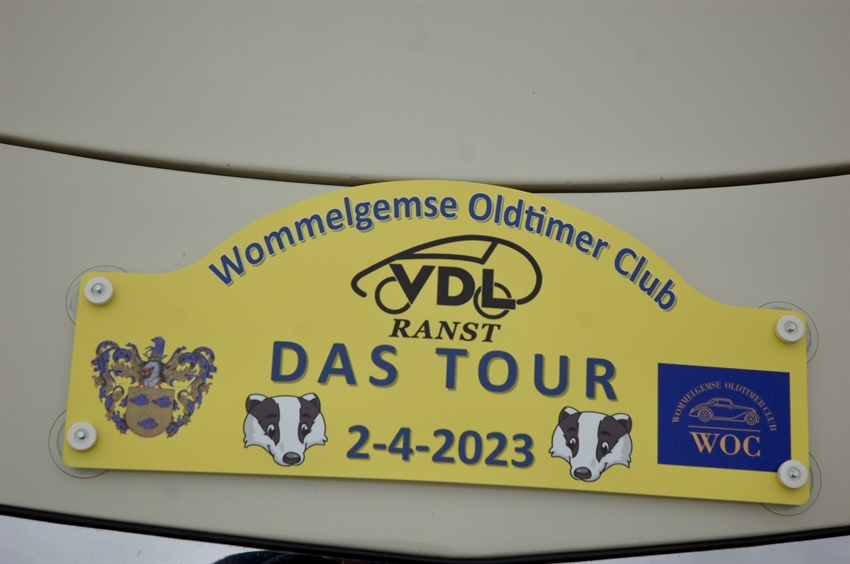 Wommelgemse Oldtimer Club
VDL
RANST
DAS TOUR
2-4-2023
WOMMELGEMSE OLDTIMER CLUB
WOC